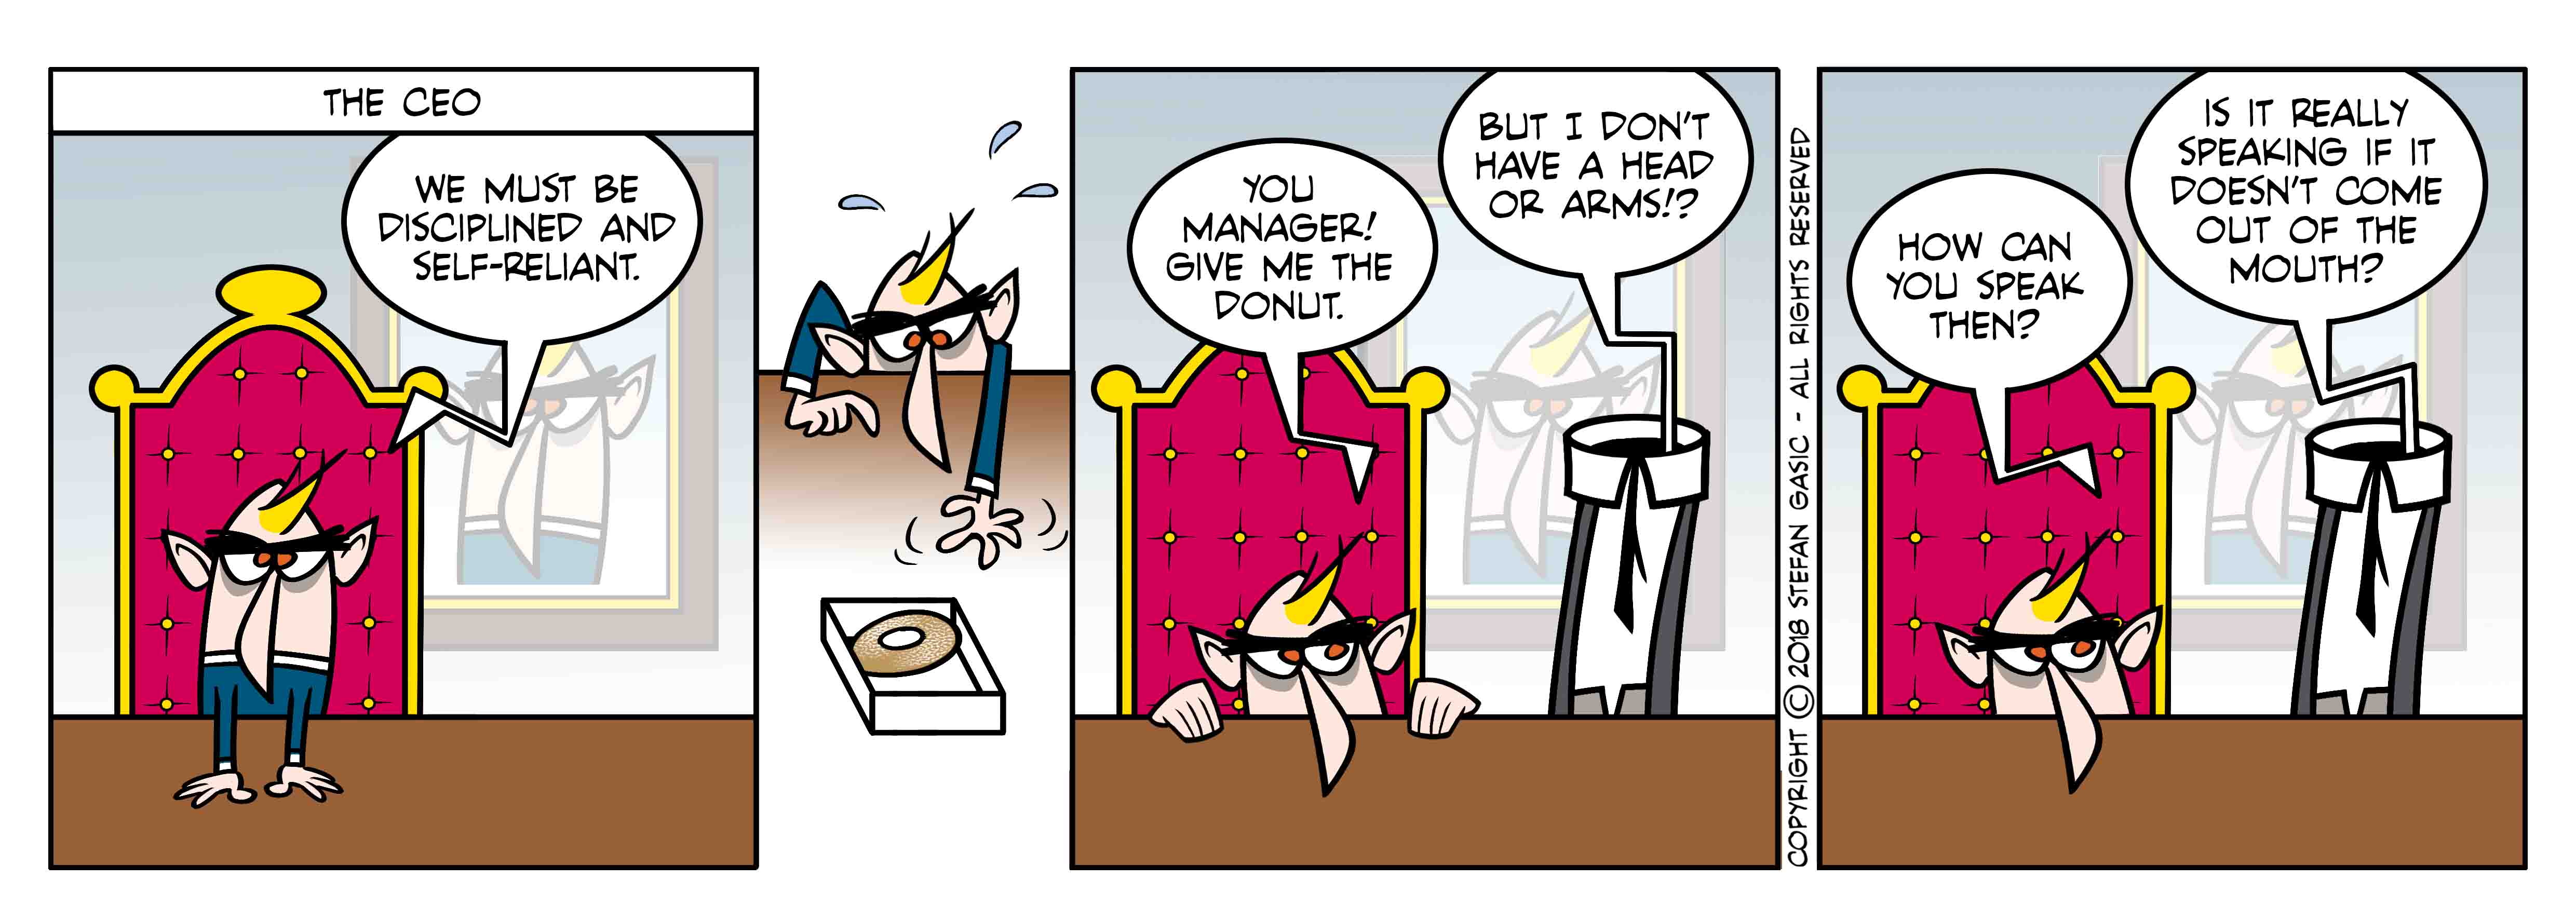 THE CEO
WE MUST BE
DISCIPLINED AND
SELF-RELIANT.
YOU
MANAGER!
GIVE ME THE
DONUT.
BUT I DON'T
HAVE A HEAD
OR ARMS!?
COPYRIGHT © 2018 STEFAN GASIC - ALL RIGHTS RESERVED
HOW CAN
YOU SPEAK
THEN?
IS IT REALLY
SPEAKING IF IT
DOESN'T COME
OUT OF THE
MOUTH?